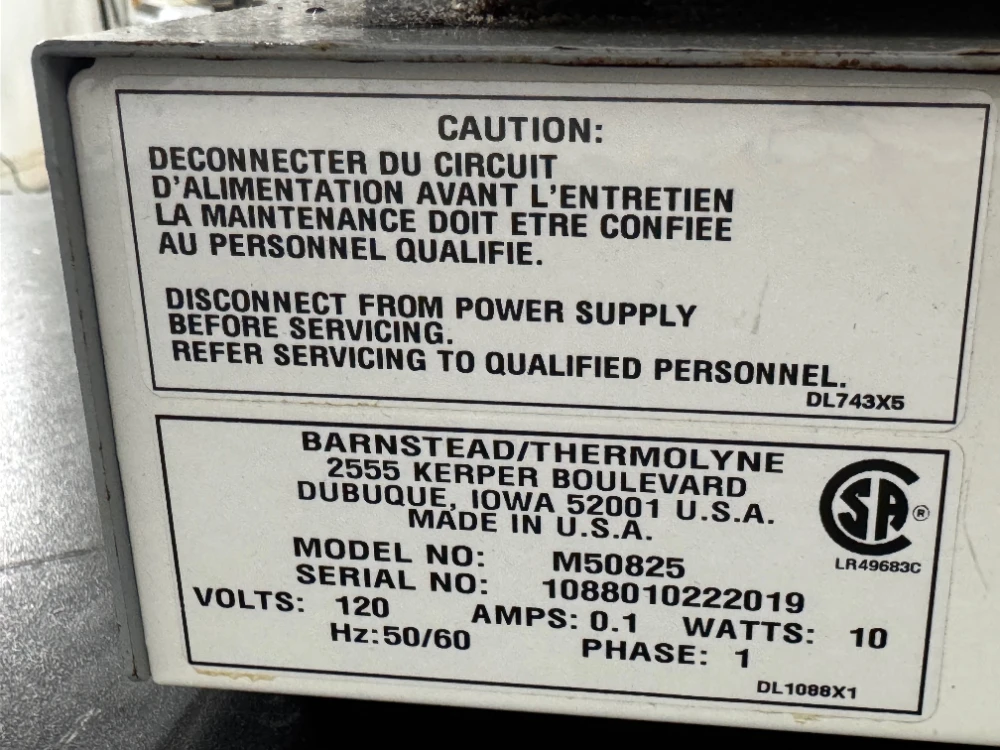 CAUTION:
DECONNECTER DU CIRCUIT
D'ALIMENTATION AVANT L'ENTRETIEN
LA MAINTENANCE DOIT ETRE CONFIEE
AU PERSONNEL QUALIFIE.
DISCONNECT FROM POWER SUPPLY
BEFORE SERVICING.
REFER SERVICING TO QUALIFIED PERSONNEL.
DL743X5
BARNSTEAD/THERMOLYNE
2555 KERPER BOULEVARD
DUBUQUE, IOWA 52001 U.S.A.
MADE IN U.S.A.
SA ®
LR49683C
MODEL NO: M50825
SERIAL NO: 1088010222019
VOLTS: 120 AMPS: 0.1 WATTS: 10
Hz:50/60 PHASE: 1
DL1088X1